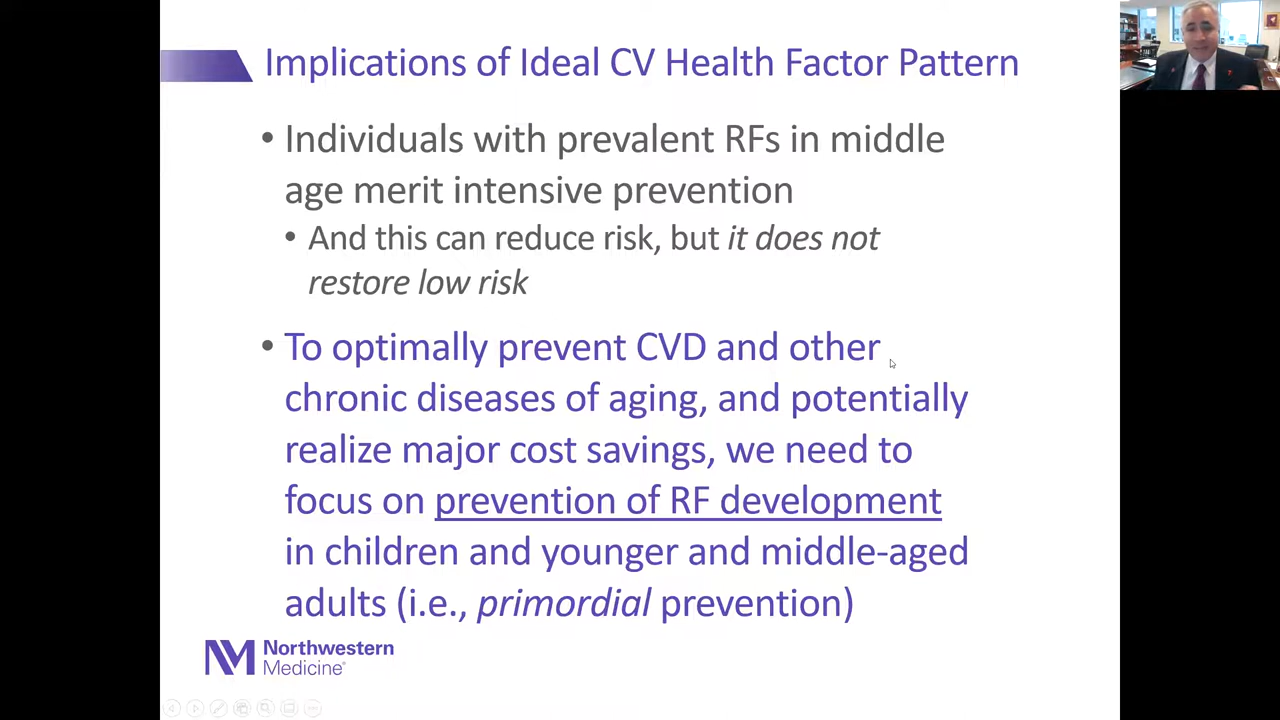 Implications of Ideal CV Health Factor Pattern
• Individuals with prevalent RFs in middle
age merit intensive prevention
• And this can reduce risk, but it does not
restore low risk
• To optimally prevent CVD and other
chronic diseases of aging, and potentially
realize major cost savings, we need to
focus on prevention of RF development
in children and younger and middle-aged
adults (i.e., primordial prevention)
Northwestern
Medicine®